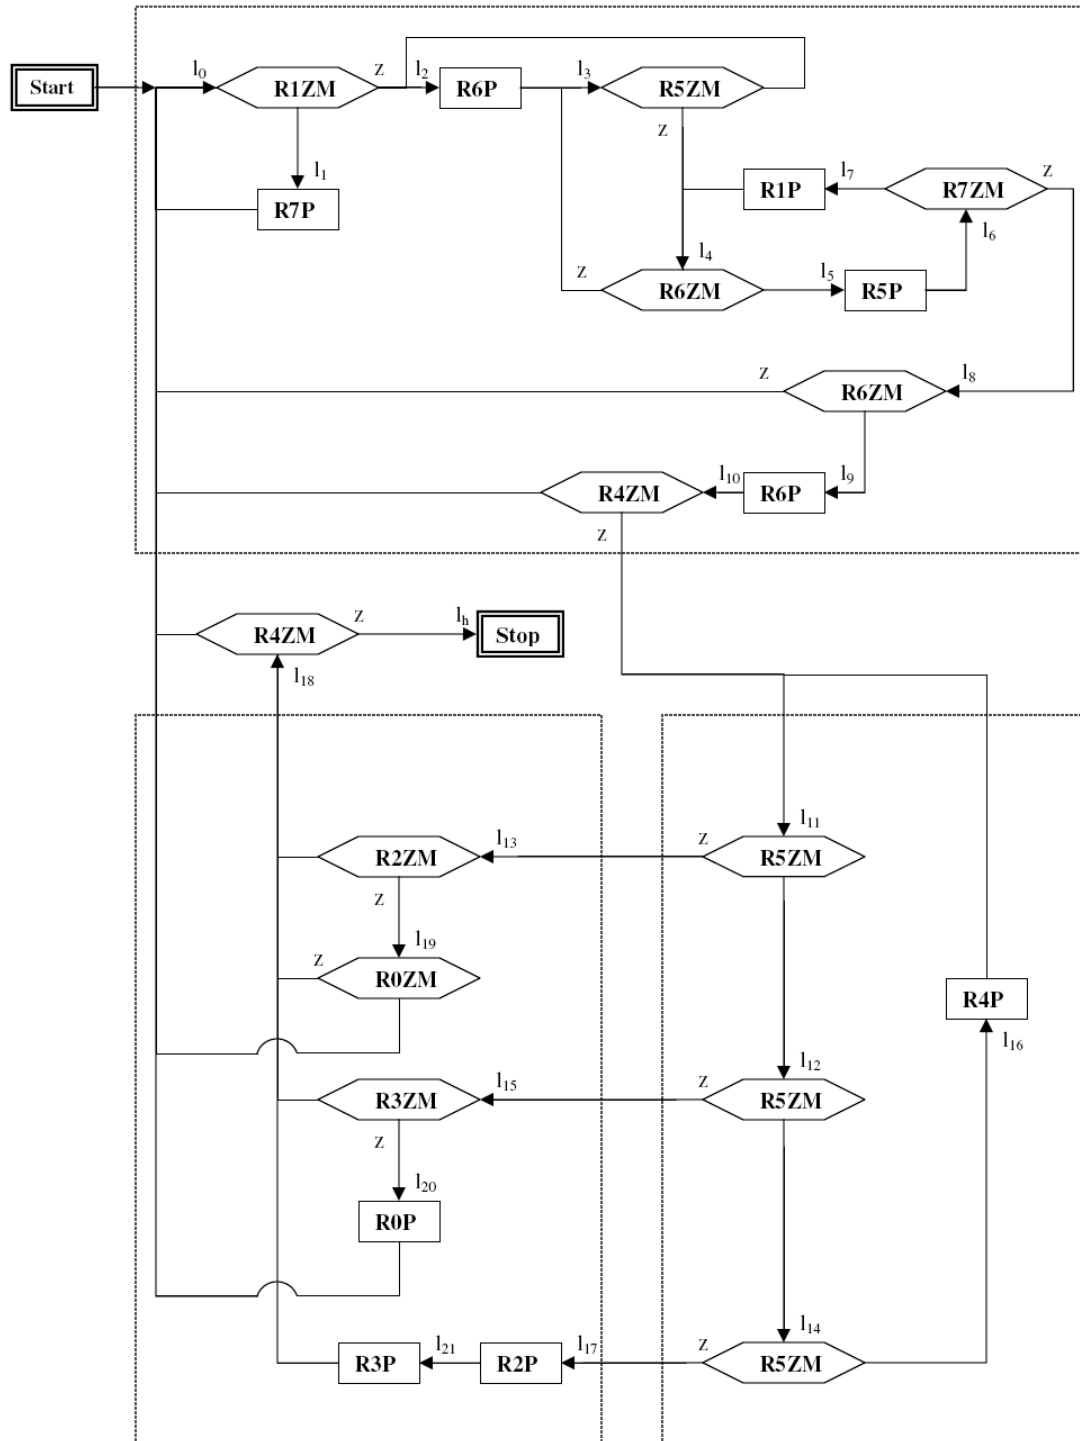 l0 z l2 l3
Start R1ZM R6P R5ZM
z
l1 l7 z
R7P R1P R7ZM
l4 l6
z l5
R6ZM R5P
z l8
R6ZM
l10 l9
R4ZM R6P
z
z lh
R4ZM Stop
l18
l13 z l11
R2ZM R5ZM
z
l19
z
R0ZM
R4P
l16
l15 z l12
R3ZM R5ZM
z
l20
R0P
l21 l17 z l14
R3P R2P R5ZM